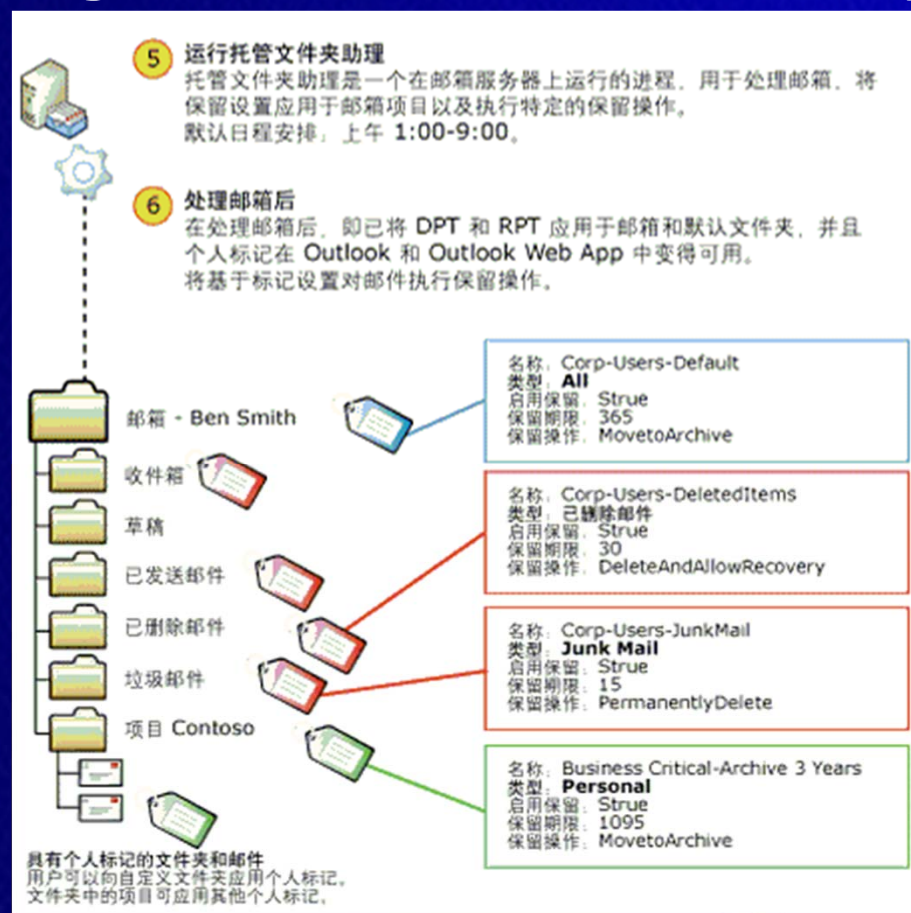 5 运行托管文件夹助理
托管文件夹助理是一个在邮箱服务器上运行的进程，用于处理邮箱，将
保留设置应用于邮箱项目以及执行特定的保留操作。
默认日程安排：上午 1:00-9:00。
6 处理邮箱后
在处理邮箱后，即已将 DPT 和 RPT 应用于邮箱和默认文件夹，并且
个人标记在 Outlook 和 Outlook Web App 中变得可用。
将基于标记设置对邮件执行保留操作。
邮箱 - Ben Smith
收件箱
草稿
已发送邮件
已删除邮件
垃圾邮件
项目 Contoso
名称：Corp-Users-Default
类型：All
启用保留：Strue
保留期限：365
保留操作：MovetoArchive
名称：Corp-Users-DeletedItems
类型：已删除邮件
启用保留：Strue
保留期限：30
保留操作：DeleteAndAllowRecovery
名称：Corp-Users-JunkMail
类型：Junk Mail
启用保留：Strue
保留期限：15
保留操作：PermanentlyDelete
名称：Business Critical-Archive 3 Years
类型：Personal
启用保留：Strue
保留期限：1095
保留操作：MovetoArchive
具有个人标记的文件夹和邮件
用户可以向自定义文件夹应用个人标记。
文件夹中的项目可应用其他个人标记。